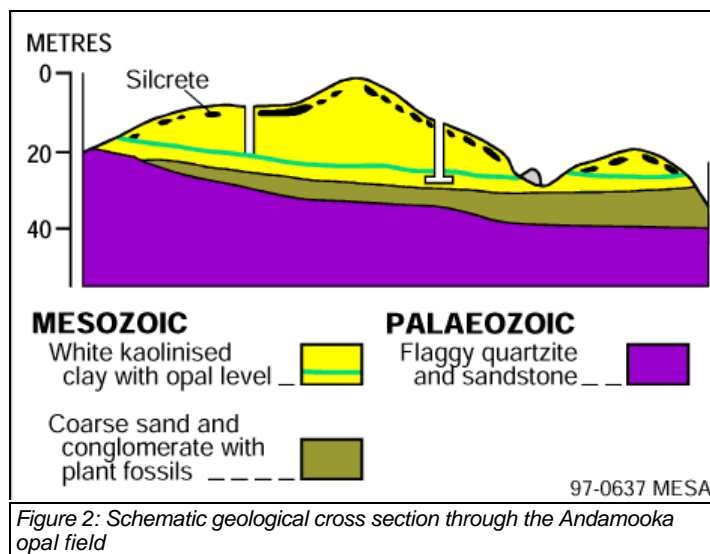 METRES
0
Silcrete
20
40
MESOZOIC
White kaolinised
clay with opal level _
Coarse sand and
conglomerate with
plant fossils _ _ _ _
PALAEOZOIC
Flaggy quartzite
and sandstone _ _
97-0637 MESA
Figure 2: Schematic geological cross section through the Andamooka
opal field